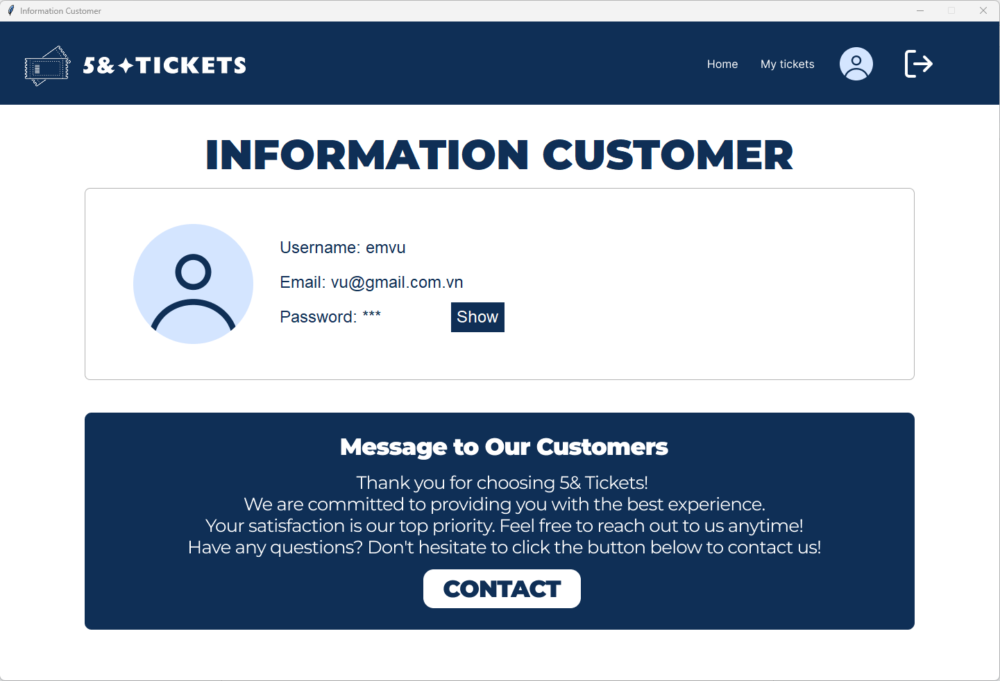 Information Customer
5&✦TICKETS
Home
My tickets
INFORMATION CUSTOMER
Username: emvu
Email: vu@gmail.com.vn
Password: ***
Show
Message to Our Customers
Thank you for choosing 5& Tickets!
We are committed to providing you with the best experience.
Your satisfaction is our top priority. Feel free to reach out to us anytime!
Have any questions? Don't hesitate to click the button below to contact us!
CONTACT